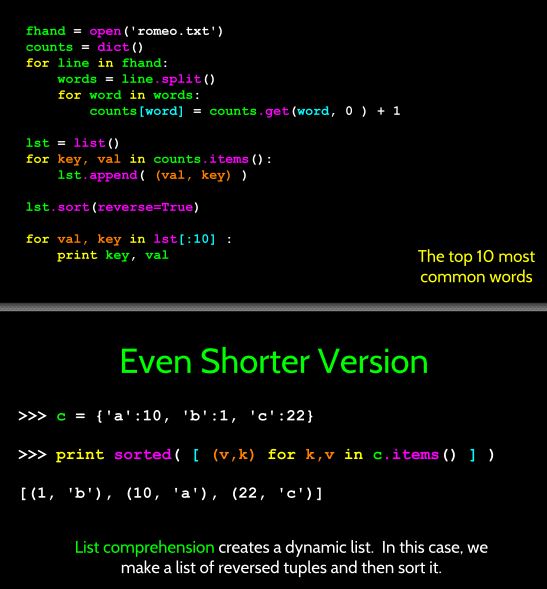 fhand = open('romeo.txt')
counts = dict()
for line in fhand:
    words = line.split()
    for word in words:
        counts[word] = counts.get(word, 0 ) + 1

lst = list()
for key, val in counts.items():
    lst.append( (val, key) )

lst.sort(reverse=True)

for val, key in lst[:10] :
    print key, val
The top 10 most
common words
Even Shorter Version
>>> c = {'a':10, 'b':1, 'c':22}
>>> print sorted( [ (v,k) for k,v in c.items() ] )
[(1, 'b'), (10, 'a'), (22, 'c')]
List comprehension creates a dynamic list.  In this case, we
make a list of reversed tuples and then sort it.